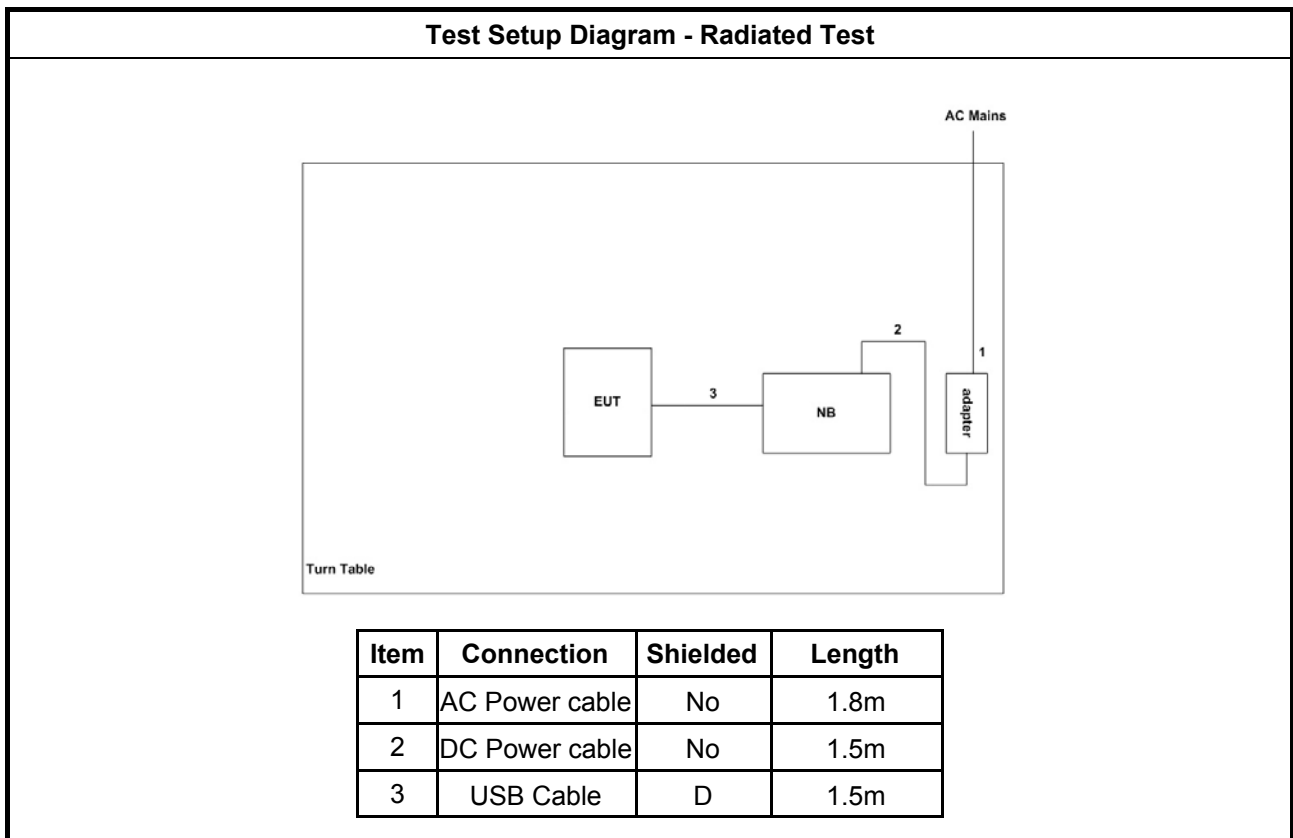 Test Setup Diagram - Radiated Test
AC Mains
2
1
EUT
3
NB
adapter
Turn Table
Item Connection Shielded Length
1 AC Power cable No 1.8m
2 DC Power cable No 1.5m
3 USB Cable D 1.5m